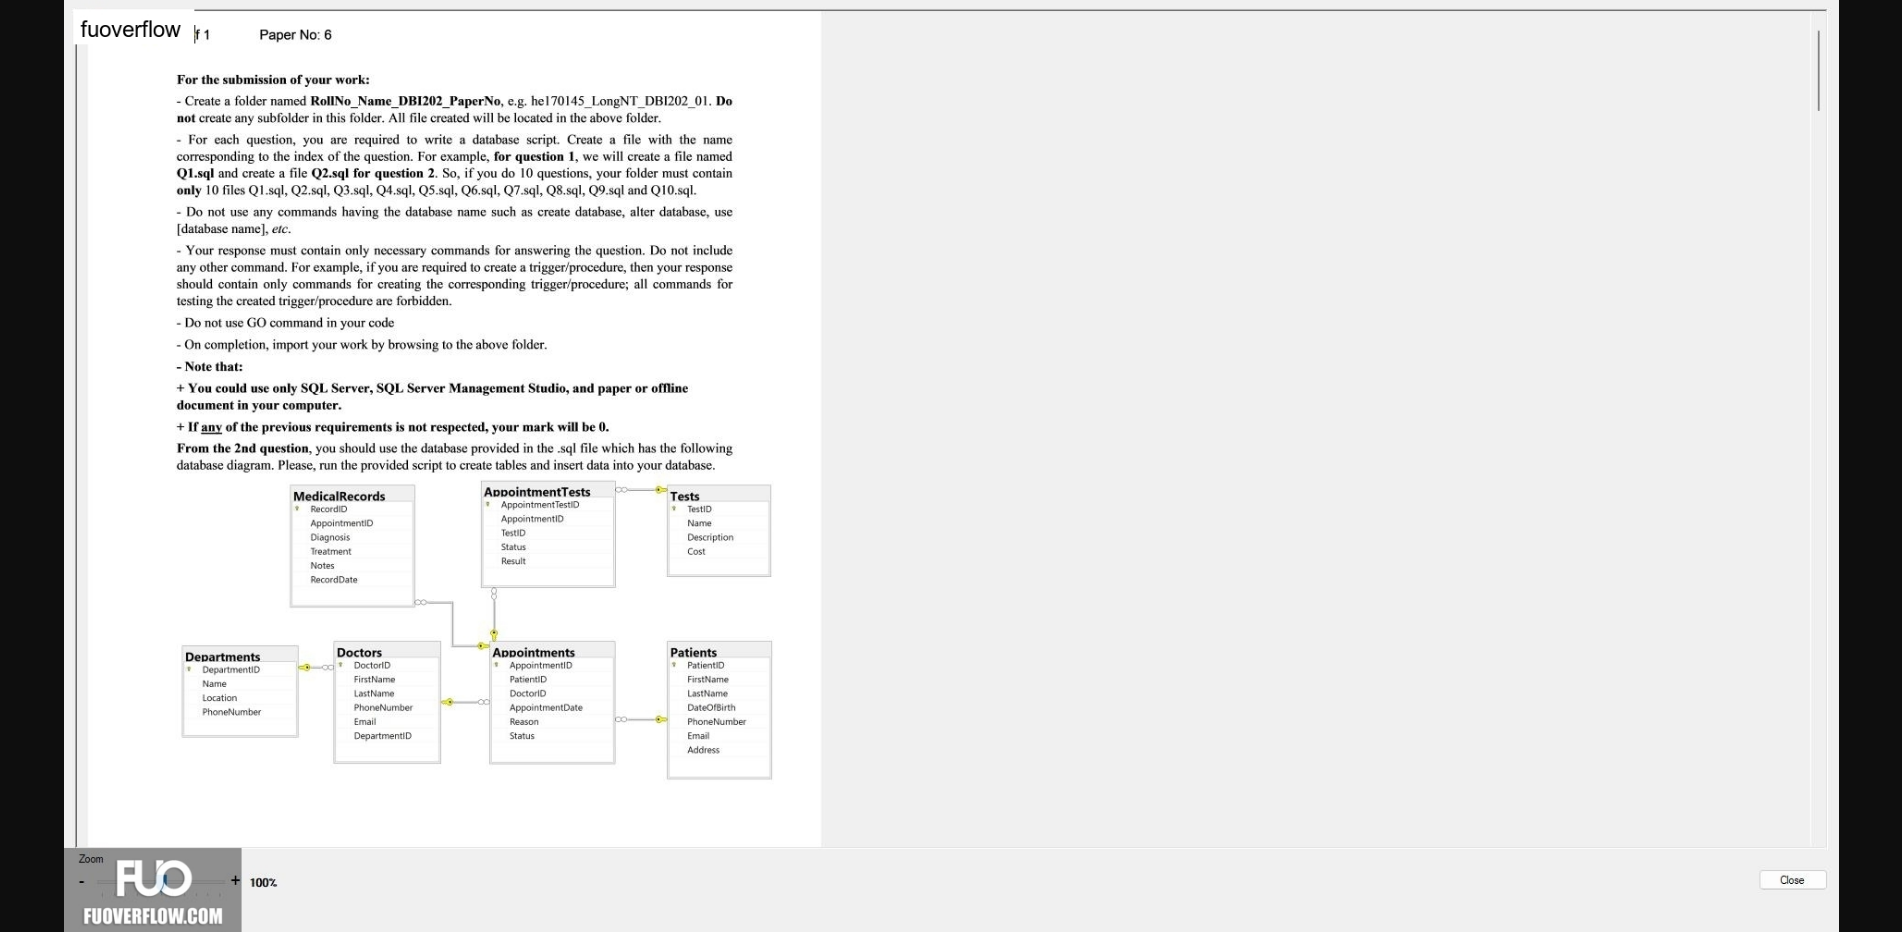 fuoverflow
f 1 Paper No: 6
For the submission of your work:
- Create a folder named RollNo_Name_DBI202_PaperNo, e.g. he170145_LongNT_DBI202_01. Do
not create any subfolder in this folder. All file created will be located in the above folder.
- For each question, you are required to write a database script. Create a file with the name
corresponding to the index of the question. For example, for question 1, we will create a file named
Q1.sql and create a file Q2.sql for question 2. So, if you do 10 questions, your folder must contain
only 10 files Q1.sql, Q2.sql, Q3.sql, Q4.sql, Q5.sql, Q6.sql, Q7.sql, Q8.sql, Q9.sql and Q10.sql.
- Do not use any commands having the database name such as create database, alter database, use
[database name], etc.
- Your response must contain only necessary commands for answering the question. Do not include
any other command. For example, if you are required to create a trigger/procedure, then your response
should contain only commands for creating the corresponding trigger/procedure; all commands for
testing the created trigger/procedure are forbidden.
- Do not use GO command in your code
- On completion, import your work by browsing to the above folder.
- Note that:
+ You could use only SQL Server, SQL Server Management Studio, and paper or offline
document in your computer.
+ If any of the previous requirements is not respected, your mark will be 0.
From the 2nd question, you should use the database provided in the .sql file which has the following
database diagram. Please, run the provided script to create tables and insert data into your database.
MedicalRecords
RecordID
AppointmentID
Diagnosis
Treatment
Notes
RecordDate
AppointmentTests
AppointmentTestID
AppointmentID
TestID
Status
Result
Tests
TestID
Name
Description
Cost
Departments
DepartmentID
Name
Location
PhoneNumber
Doctors
DoctorID
FirstName
LastName
PhoneNumber
Email
DepartmentID
Appointments
AppointmentID
PatientID
DoctorID
AppointmentDate
Reason
Status
Patients
PatientID
FirstName
LastName
DateOfBirth
PhoneNumber
Email
Address
Zoom
- + 100%
FUO
FUOVERFLOW.COM
Close